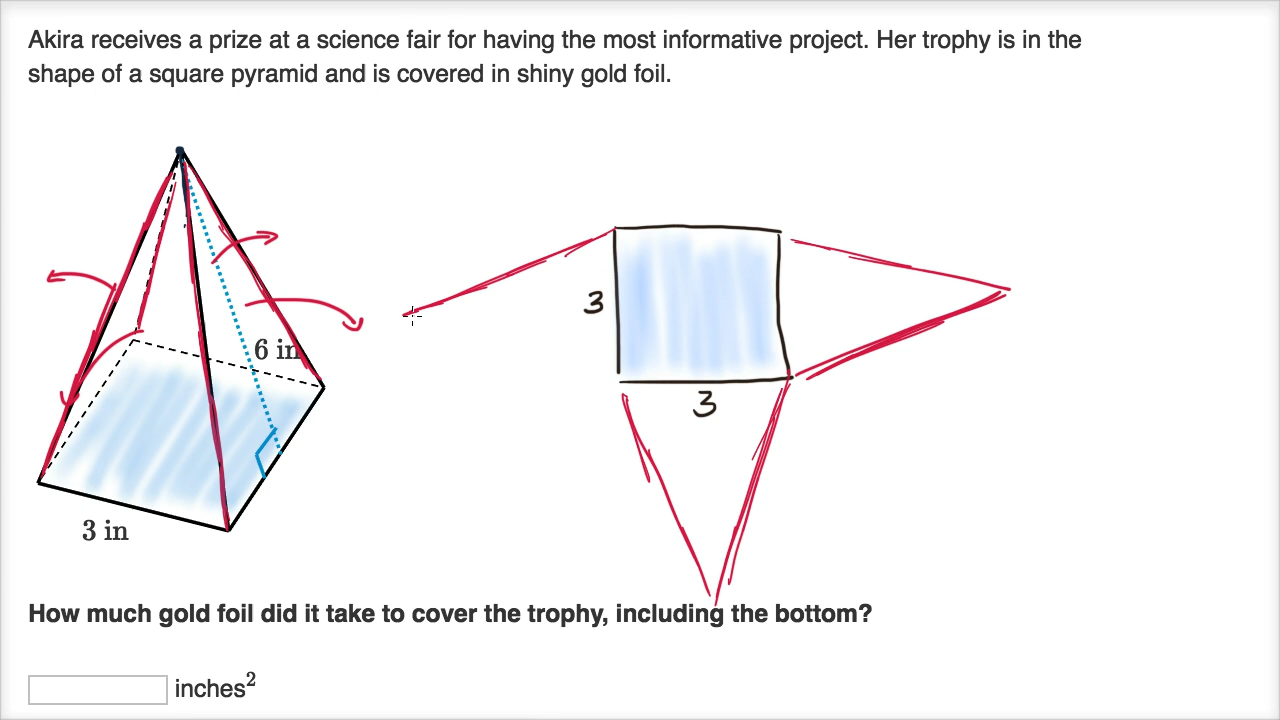 Akira receives a prize at a science fair for having the most informative project. Her trophy is in the
shape of a square pyramid and is covered in shiny gold foil.
6 in
3
3
3 in
How much gold foil did it take to cover the trophy, including the bottom?
inches²